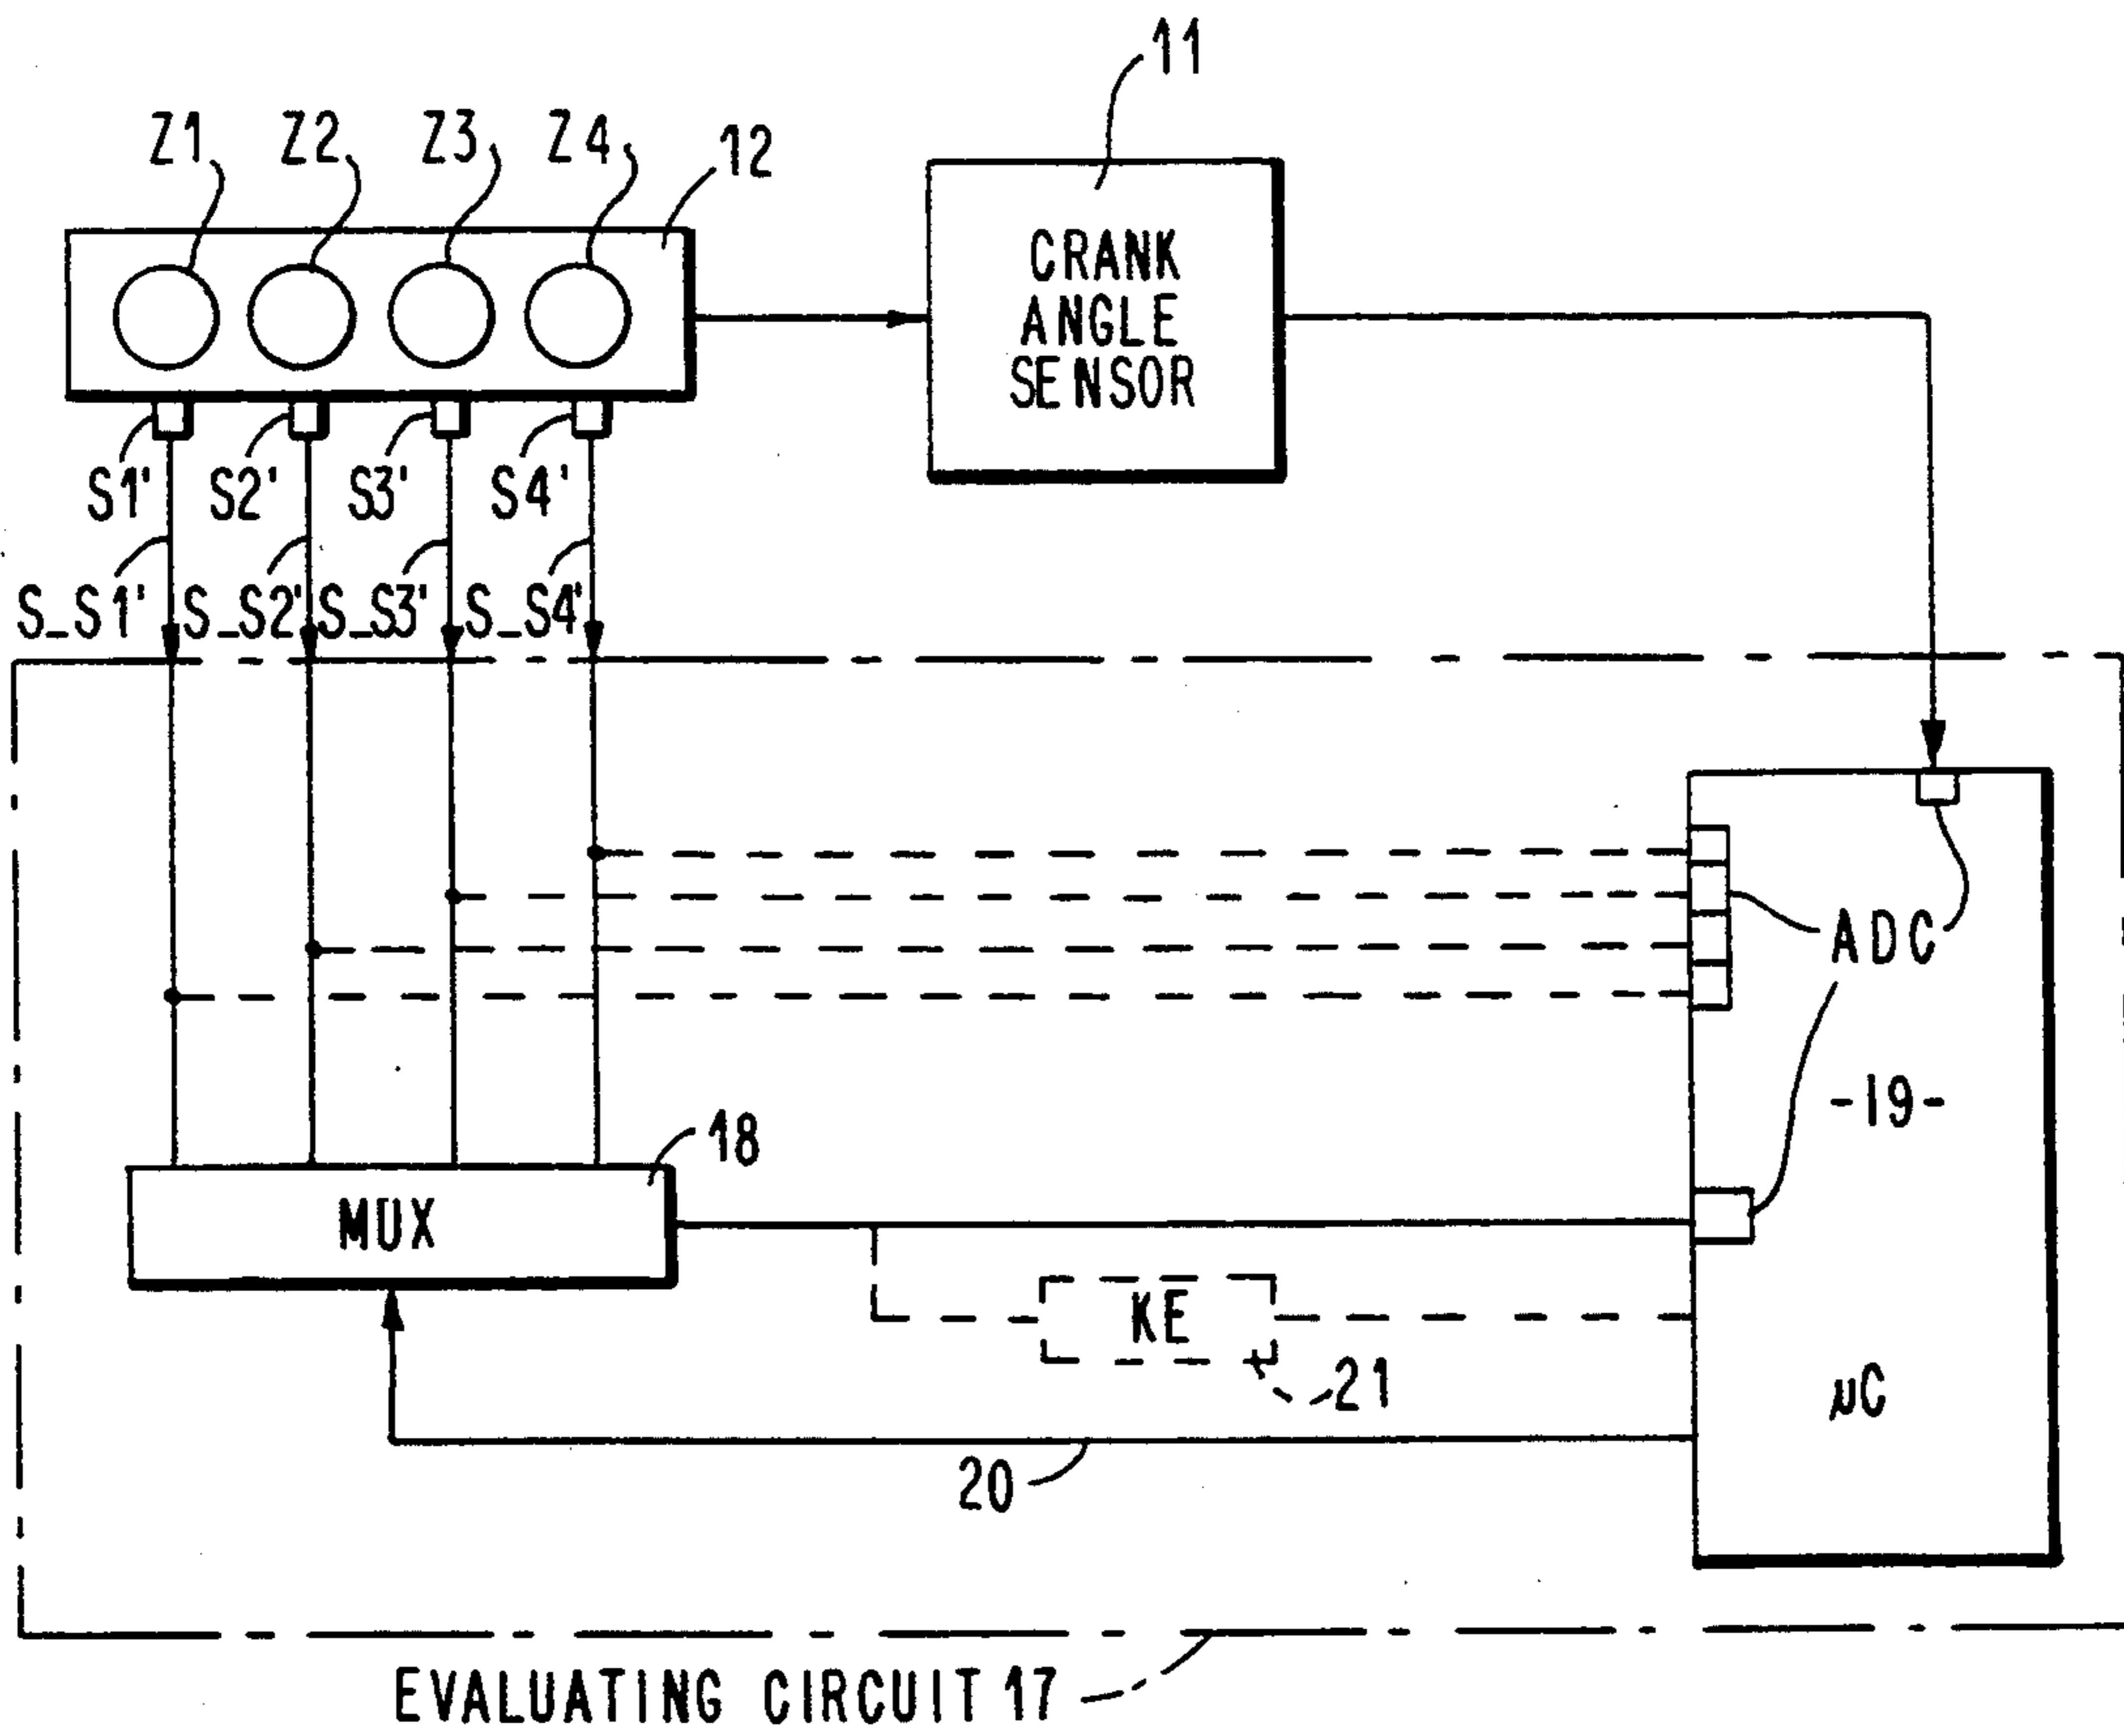 11
Z1 Z2 Z3 Z4 12
CRANK
ANGLE
SENSOR
S1' S2' S3' S4'
S_S1' S_S2' S_S3' S_S4'
ADC
-19-
18
MUX
KE
21
µC
20
EVALUATING CIRCUIT 17